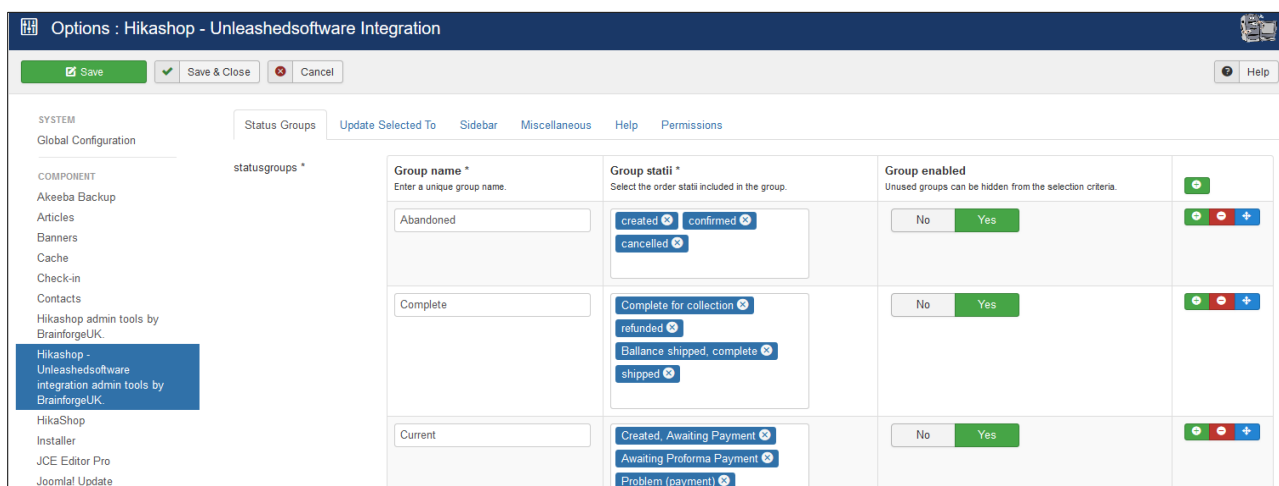 Options : Hikashop - Unleashedsoftware Integration
Save
Save & Close
Cancel
Help
SYSTEM
Global Configuration
COMPONENT
Akeeba Backup
Articles
Banners
Cache
Check-in
Contacts
Hikashop admin tools by
BrainforgeUK.
Hikashop -
Unleashedsoftware
integration admin tools by
BrainforgeUK.
HikaShop
Installer
JCE Editor Pro
Joomla! Update
Status Groups
Update Selected To
Sidebar
Miscellaneous
Help
Permissions
statusgroups *
Group name *
Enter a unique group name.
Group statii *
Select the order statii included in the group.
Group enabled
Unused groups can be hidden from the selection criteria.
Abandoned
created
confirmed
cancelled
No
Yes
Complete
Complete for collection
refunded
Ballance shipped, complete
shipped
No
Yes
Current
Created, Awaiting Payment
Awaiting Proforma Payment
Problem (payment)
No
Yes